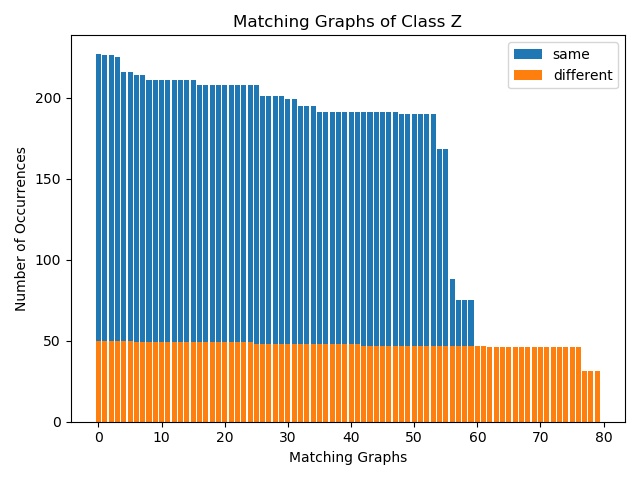 Matching Graphs of Class Z
same
different
Number of Occurrences
200
150
100
50
0
0 10 20 30 40 50 60 70 80
Matching Graphs